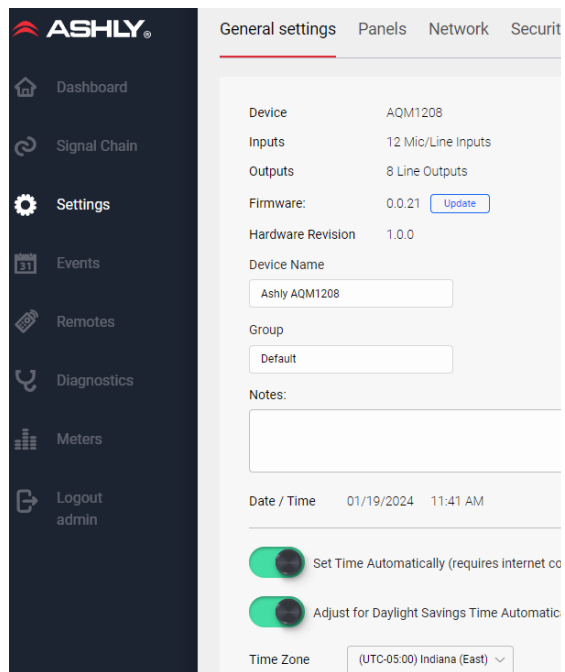 ASHLY®
General settings Panels Network Securit
Dashboard
Signal Chain
Settings
31
Events
Remotes
Diagnostics
Meters
Logout
admin
Device AQM1208
Inputs 12 Mic/Line Inputs
Outputs 8 Line Outputs
Firmware: 0.0.21 Update
Hardware Revision 1.0.0
Device Name
Ashly AQM1208
Group
Default
Notes:
Date / Time 01/19/2024 11:41 AM
Set Time Automatically (requires internet co
Adjust for Daylight Savings Time Automatica
Time Zone (UTC-05:00) Indiana (East)